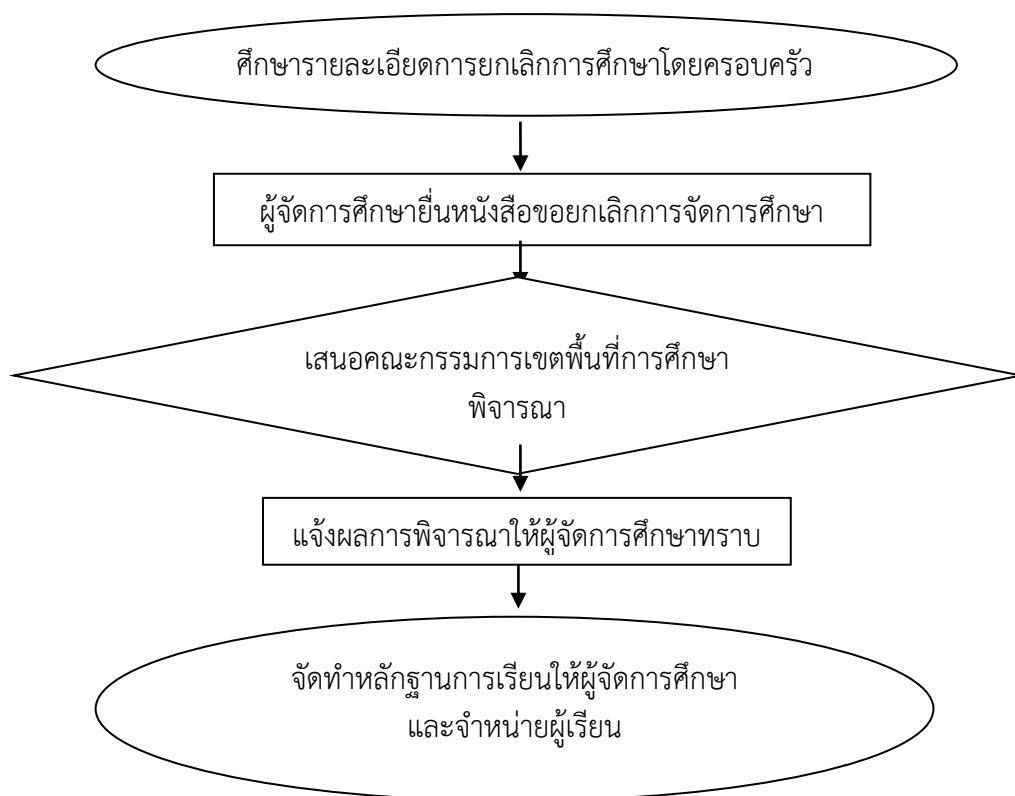 ศึกษารายละเอียดการยกเลิกการศึกษาโดยครอบครัว
ผู้จัดการศึกษายื่นหนังสือขอยกเลิกการจัดการศึกษา
เสนอคณะกรรมการเขตพื้นที่การศึกษา
พิจารณา
แจ้งผลการพิจารณาให้ผู้จัดการศึกษาทราบ
จัดทำหลักฐานการเรียนให้ผู้จัดการศึกษา
และจำหน่ายผู้เรียน